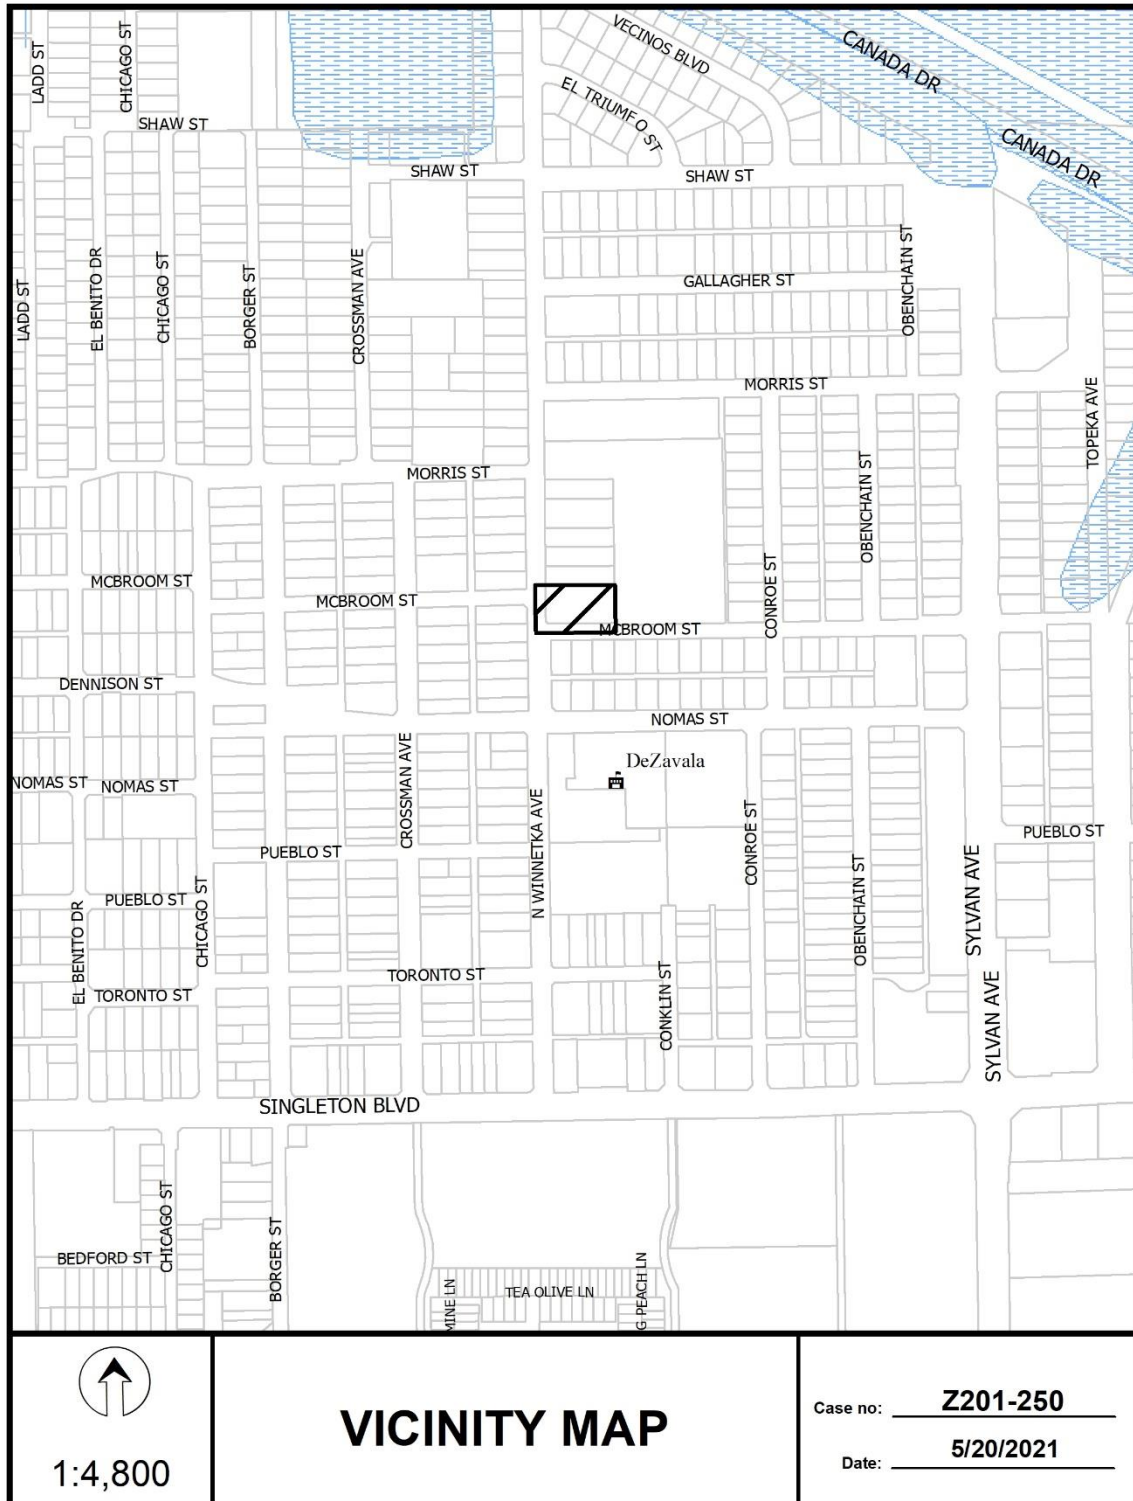 LADD ST
CHICAGO ST
VECINOS BLVD
CANADA DR
EL TRIUMFO ST
SHAW ST
CANADA DR
SHAW ST
SHAW ST
LADD ST
EL BENITO DR
CHICAGO ST
BORGER ST
CROSSMAN AVE
OBENCHAIN ST
GALLAGHER ST
MORRIS ST
TOPEKA AVE
MORRIS ST
OBENCHAIN ST
MCBROOM ST
MCBROOM ST
CONROE ST
MCBROOM ST
DENNISON ST
NOMAS ST
DeZavala
NOMAS ST
NOMAS ST
CROSSMAN AVE
N WINNETKA AVE
CONROE ST
PUEBLO ST
PUEBLO ST
SYLVAN AVE
PUEBLO ST
EL BENITO DR
CHICAGO ST
OBENCHAIN ST
TORONTO ST
TORONTO ST
CONKLIN ST
SYLVAN AVE
SINGLETON BLVD
CHICAGO ST
BEDFORD ST
BORGER ST
MINE LN
TEA OLIVE LN
G PEACH LN
1:4,800
VICINITY MAP
Case no: Z201-250
Date: 5/20/2021